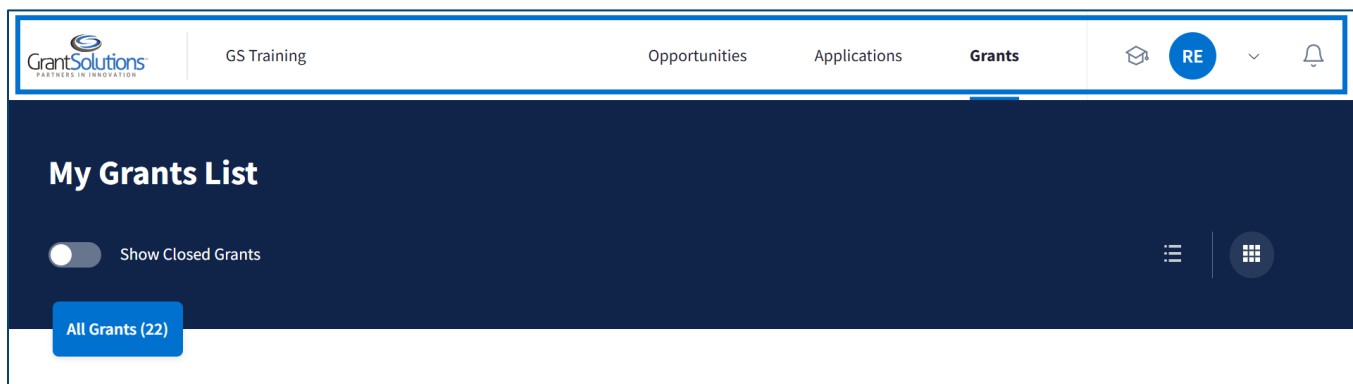 GrantSolutions
PARTNERS IN INNOVATION
GS Training
Opportunities
Applications
Grants
RE
My Grants List
Show Closed Grants
All Grants (22)